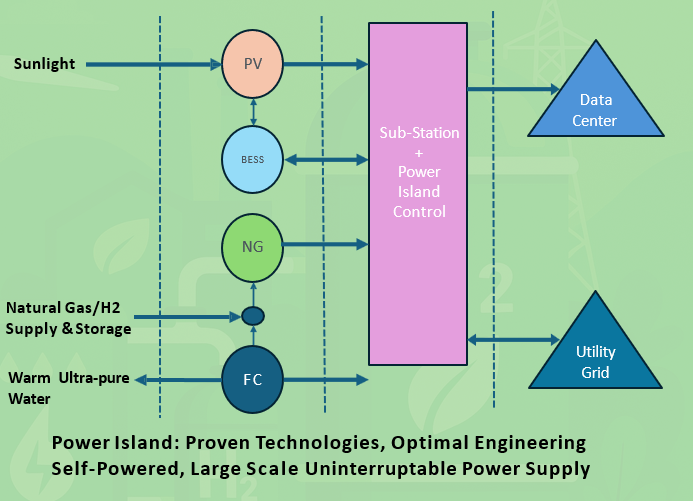 Sunlight
PV
BESS
NG
Natural Gas/H2
Supply & Storage
FC
Warm Ultra-pure
Water
Sub-Station
+
Power
Island
Control
Data
Center
2
Utility
Grid
Power Island: Proven Technologies, Optimal Engineering
Self-Powered, Large Scale Uninterruptable Power Supply